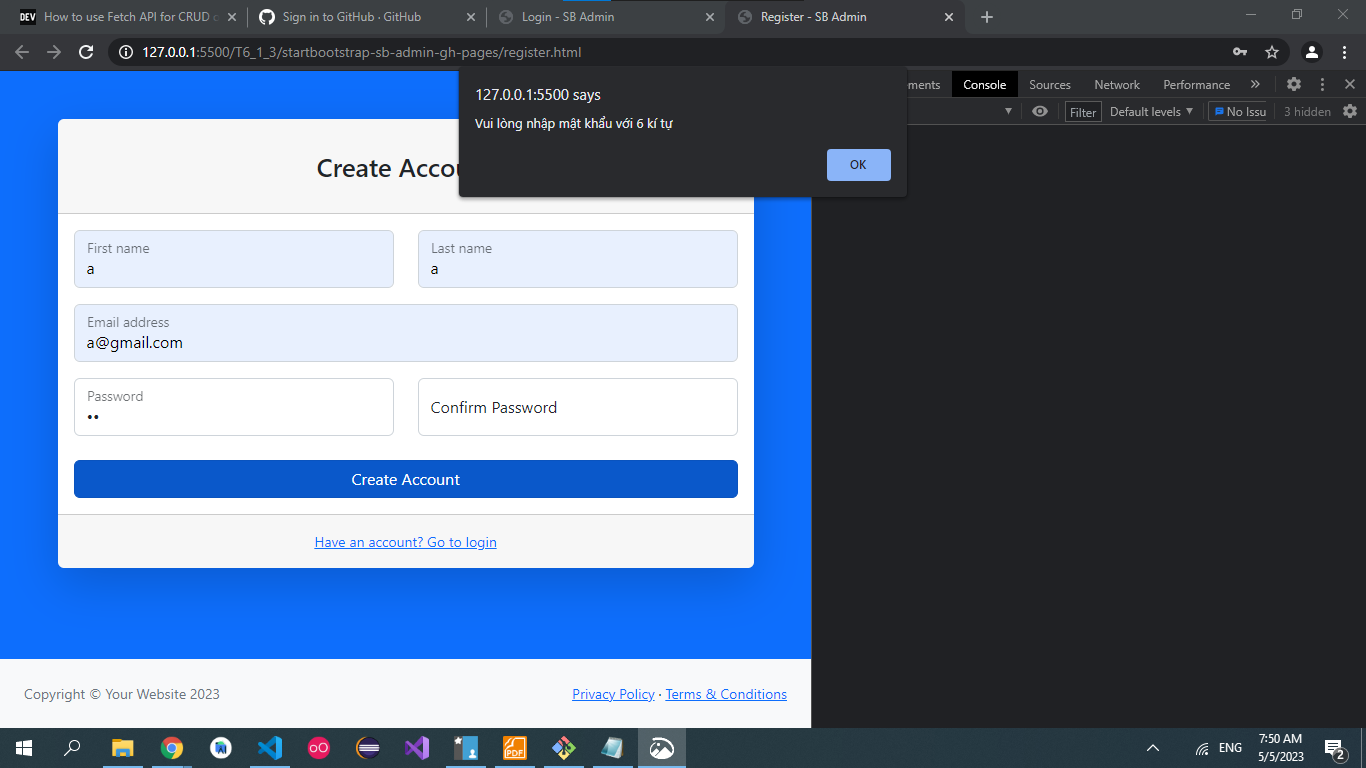 DEV How to use Fetch API for CRUD o
Sign in to GitHub · GitHub
Login - SB Admin
Register - SB Admin
127.0.0.1:5500/T6_1_3/startbootstrap-sb-admin-gh-pages/register.html
127.0.0.1:5500 says
Vui lòng nhập mật khẩu với 6 kí tự
OK
ements Console Sources Network Performance
Filter Default levels No Issu 3 hidden
Create Accou
First name
a
Last name
a
Email address
a@gmail.com
Password
••
Confirm Password
Create Account
Have an account? Go to login
Copyright © Your Website 2023
Privacy Policy · Terms & Conditions
PDF
ENG
7:50 AM
5/5/2023
2